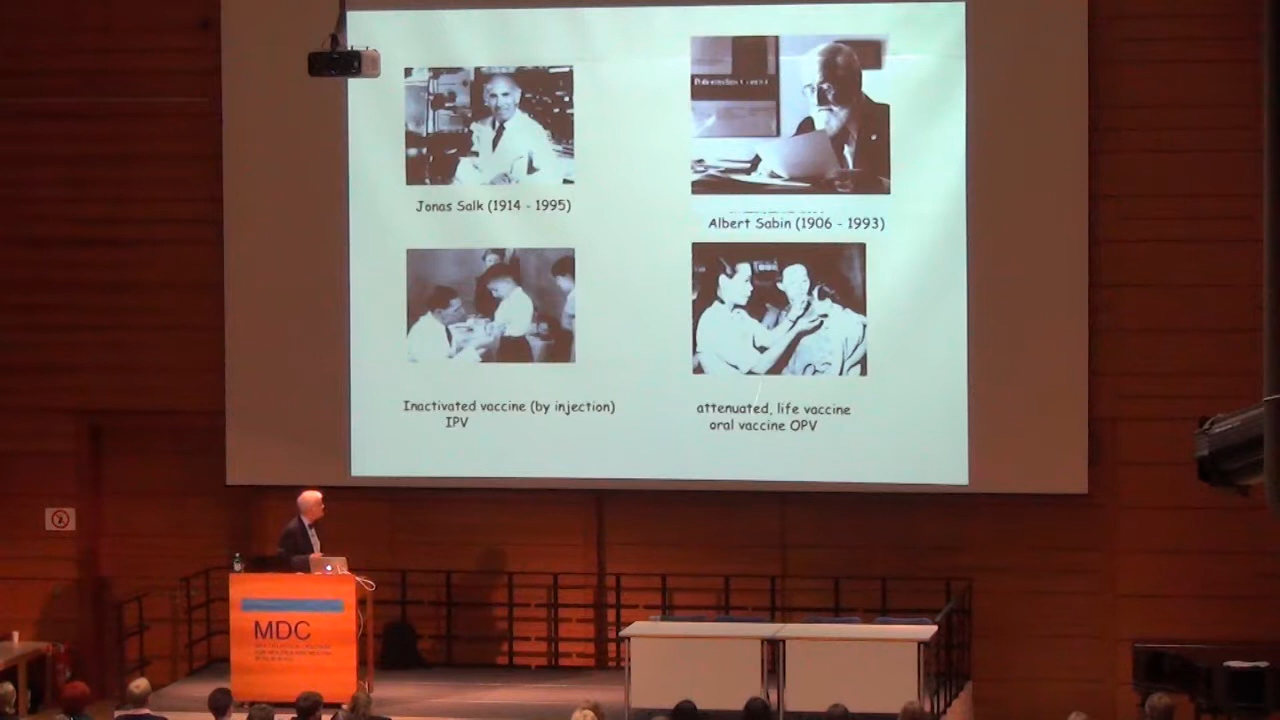 Jonas Salk (1914 - 1995)
Albert Sabin (1906 - 1993)
Inactivated vaccine (by injection)
IPV
attenuated, life vaccine
oral vaccine OPV
MDC